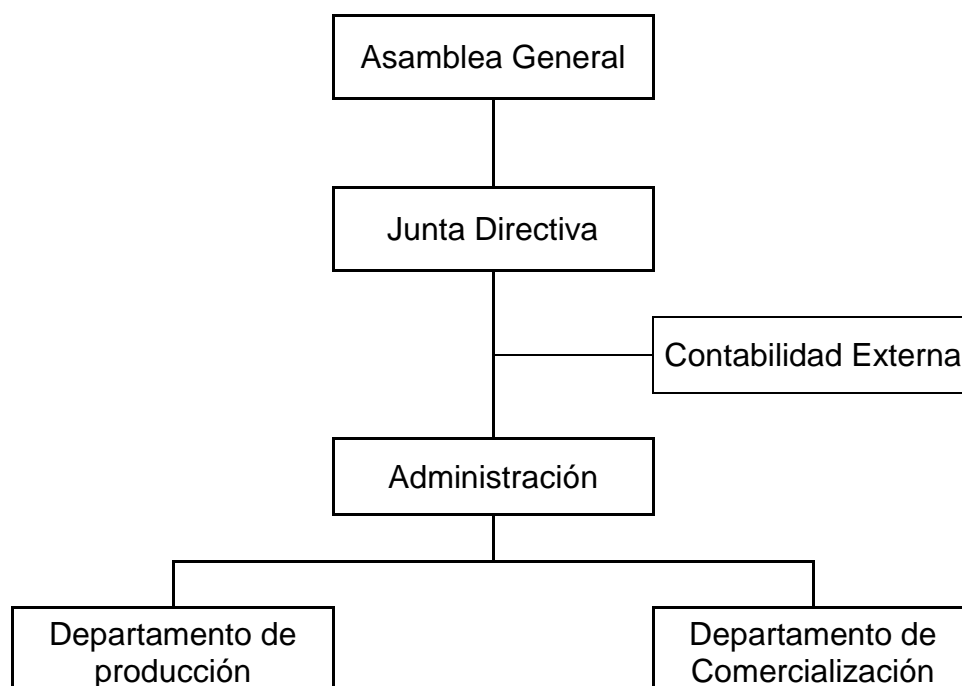 Asamblea General
Junta Directiva
Contabilidad Externa
Administración
Departamento de
producción
Departamento de
Comercialización